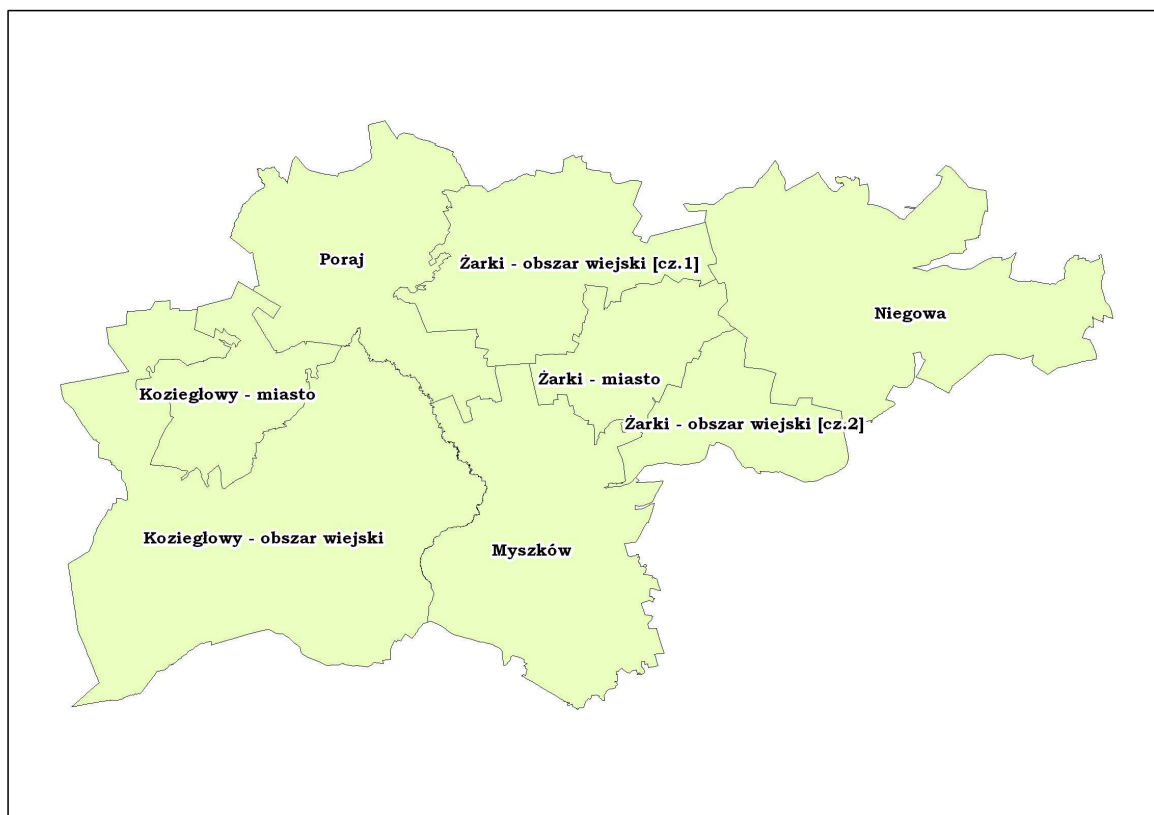 Poraj
Żarki - obszar wiejski [cz.1]
Niegowa
Żarki - miasto
Koziegłowy - miasto
Żarki - obszar wiejski [cz.2]
Koziegłowy - obszar wiejski
Myszków